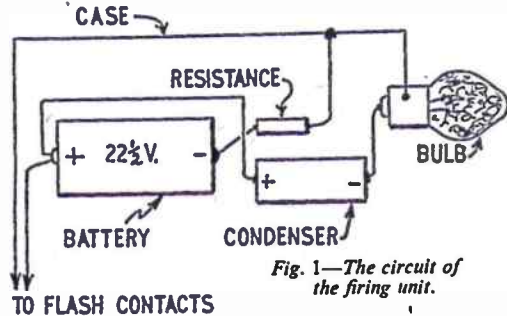 CASE
RESISTANCE
+ 22½V. -
+ -
BULB
BATTERY
CONDENSER
Fig. 1—The circuit of
the firing unit.
TO FLASH CONTACTS